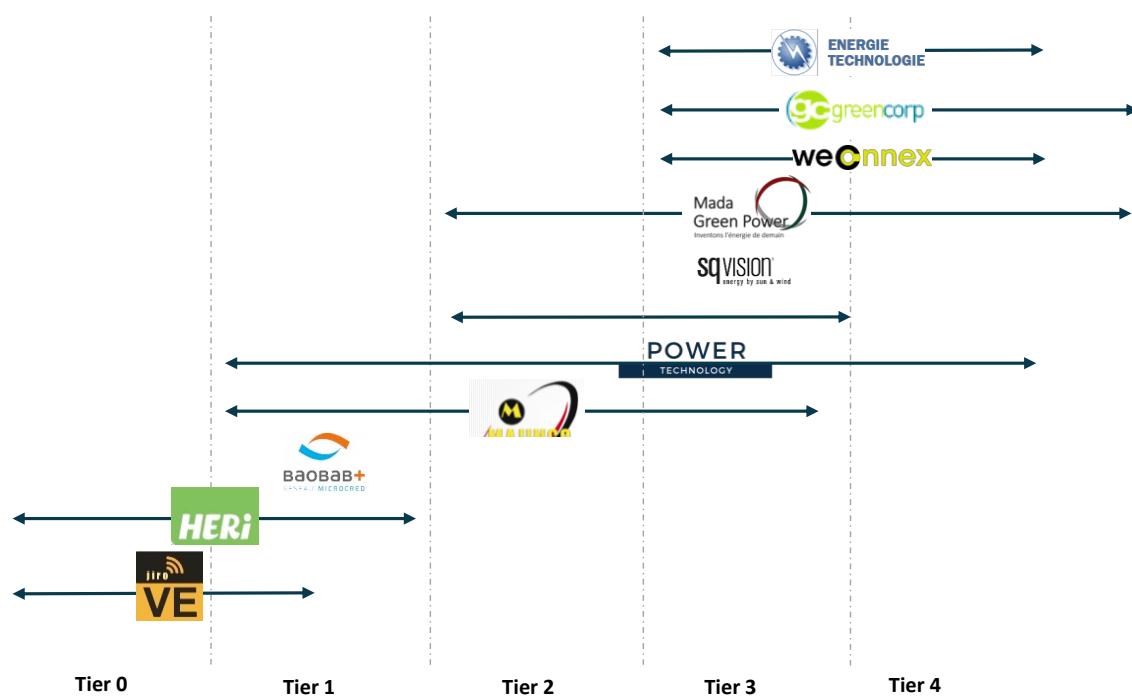 ENERGIE
TECHNOLOGIE
gc greencorp
weConnex
Mada
Green Power
Inventons l'énergie de demain
sqvision
energy by sun & wind
POWER
TECHNOLOGY
M
BAOBAB+
HERi
jiro
VE
Tier 0
Tier 1
Tier 2
Tier 3
Tier 4